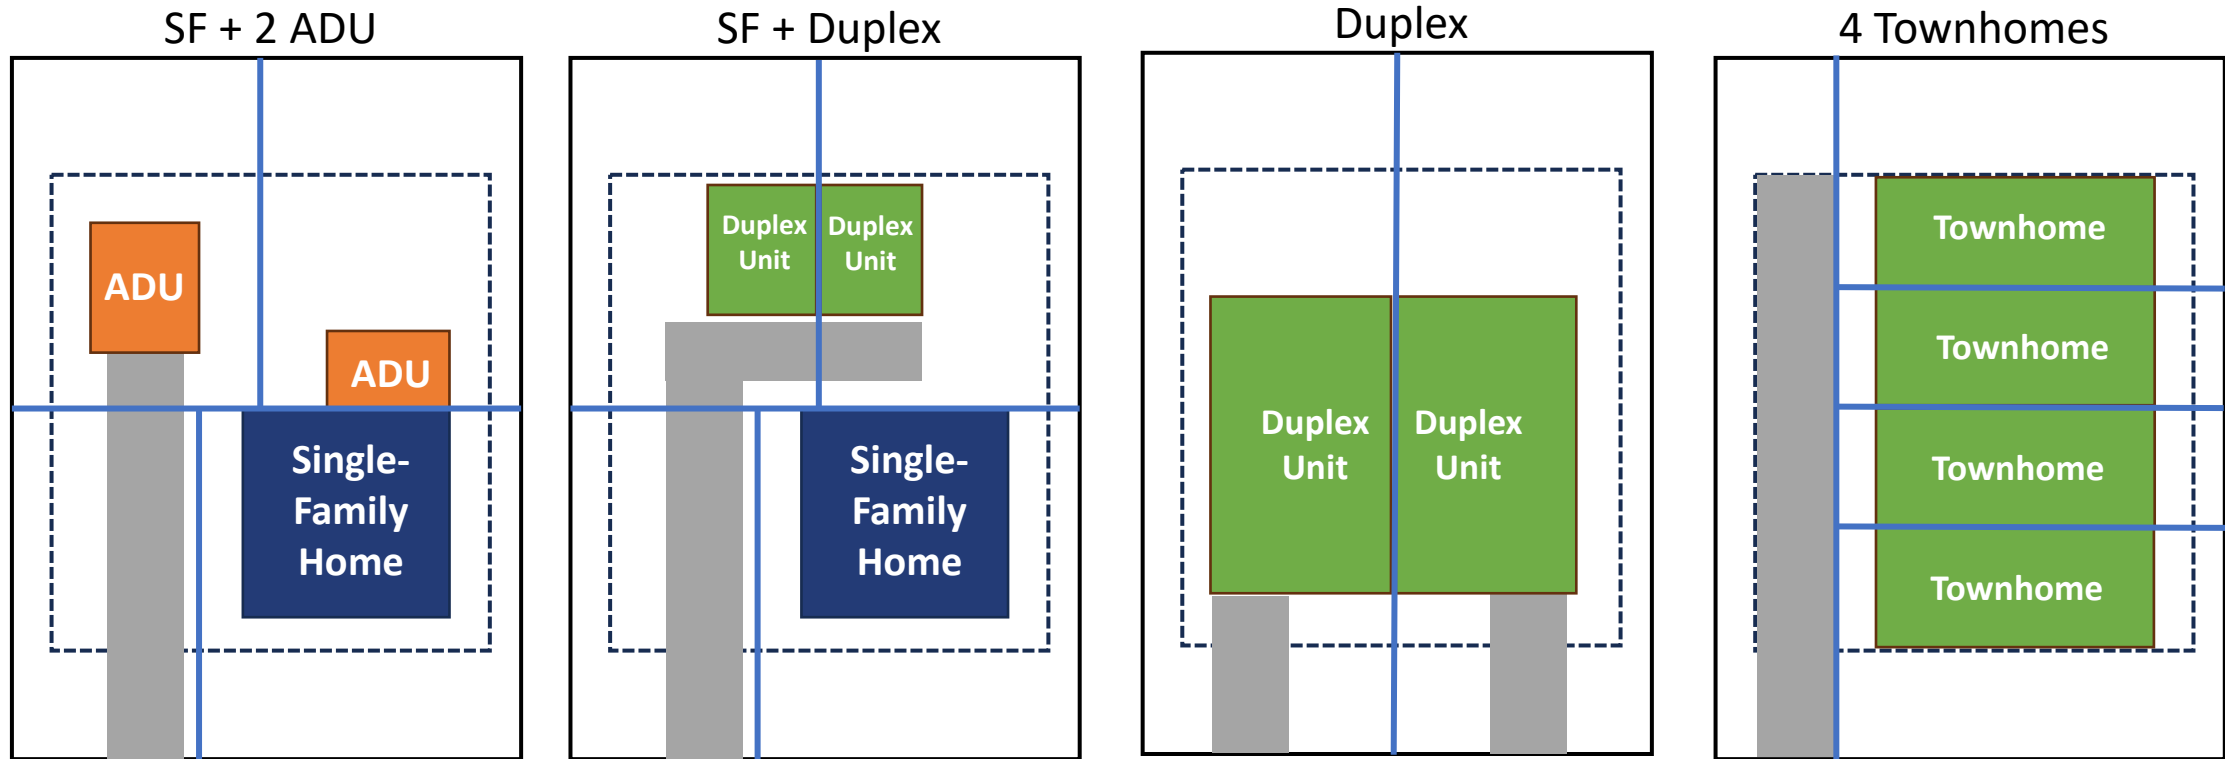 SF + 2 ADU
ADU
ADU
Single-
Family
Home
SF + Duplex
Duplex
Unit
Duplex
Unit
Single-
Family
Home
Duplex
Duplex
Unit
Duplex
Unit
4 Townhomes
Townhome
Townhome
Townhome
Townhome